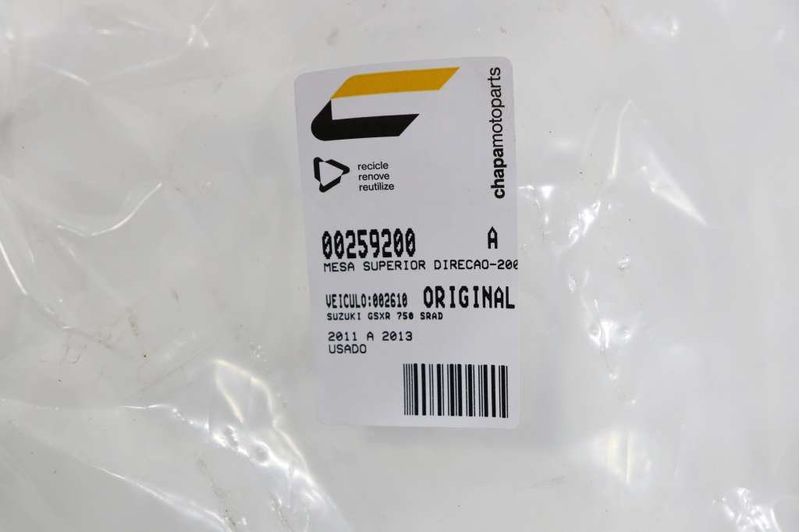 chapamotoparts
recicle
renove
reutilize
00259200 A
MESA SUPERIOR DIRECAO-200
VEICULO:002610 ORIGINAL
SUZUKI GSXR 750 SRAD
2011 A 2013
USADO